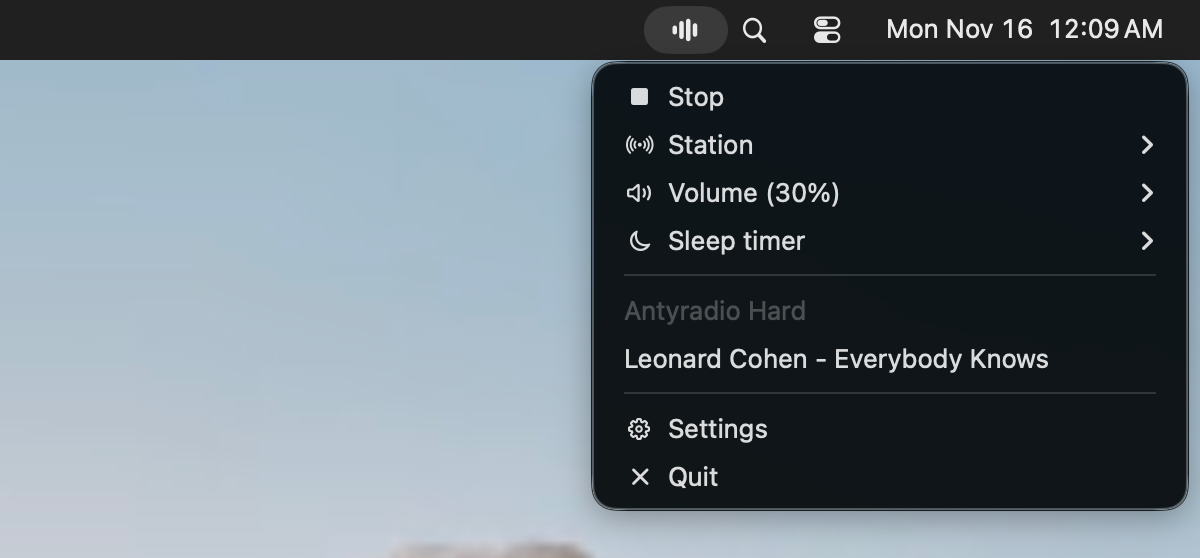 Mon Nov 16 12:09 AM
Stop
Station
Volume (30%)
Sleep timer
Antyradio Hard
Leonard Cohen - Everybody Knows
Settings
Quit